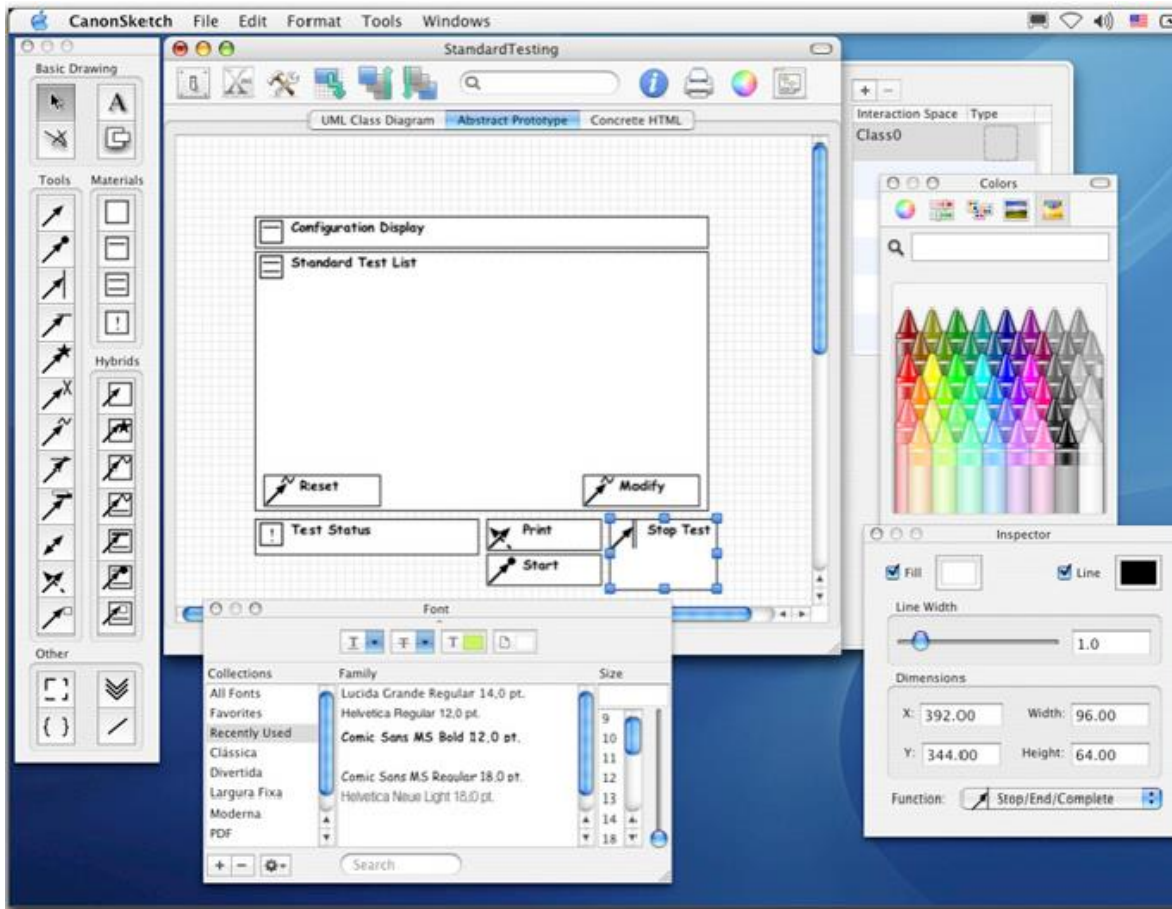 CanonSketch File Edit Format Tools Windows
Basic Drawing
A
Tools Materials
!
Hybrids
Other
{ }
StandardTesting
UML Class Diagram Abstract Prototype Concrete HTML
Configuration Display
Standard Test List
Reset Modify
! Test Status Print Stop Test
Start
+ −
Interaction Space Type
Class0
Colors
Font
T T T
Collections Family Size
All Fonts Lucida Grande Regular 14,0 pt.
Favorites Helvetica Regular 12,0 pt. 9
Recently Used Comic Sans MS Bold 12,0 pt. 10
Clássica 11
Divertida Comic Sans MS Regular 18,0 pt. 12
Largura Fixa Helvetica Neue Light 18,0 pt. 13
Moderna 14
PDF 18
+ − Search
Inspector
Fill Line
Line Width
1.0
Dimensions
X: 392.00 Width: 96.00
Y: 344.00 Height: 64.00
Function: Stop/End/Complete